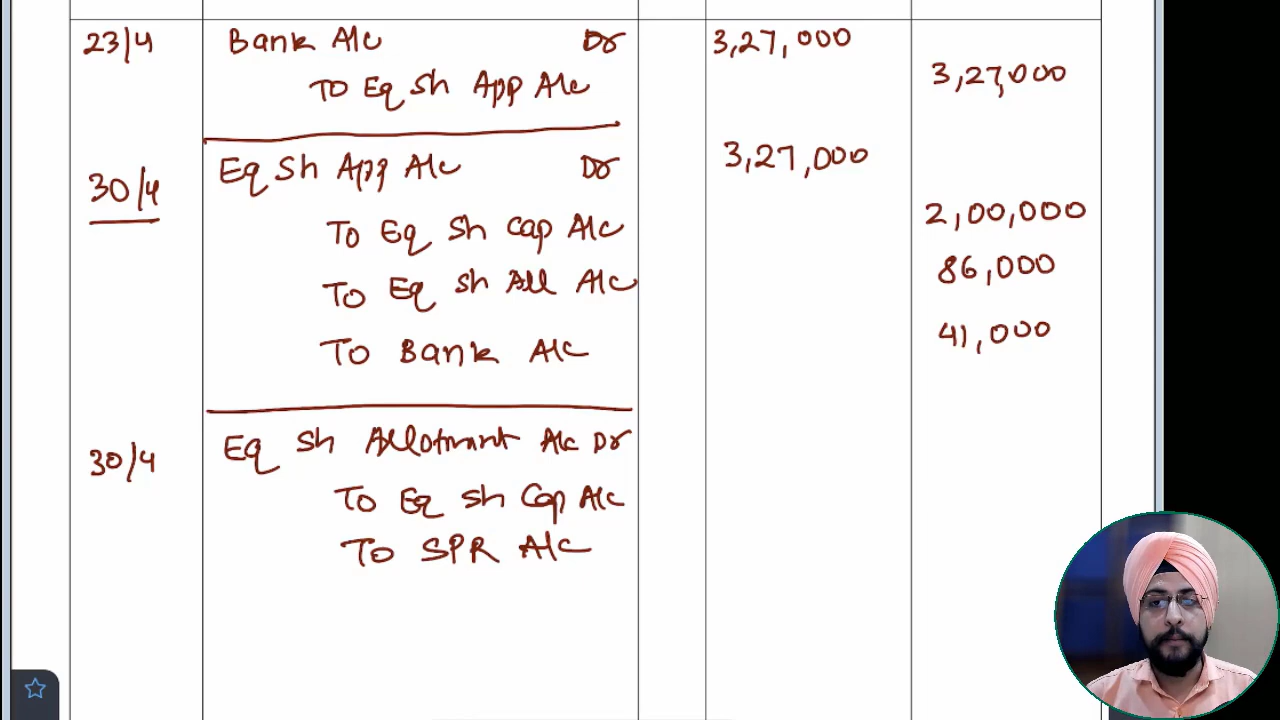 23/4 Bank A/c Dr 3,27,000
To Eq Sh App A/c 3,27,000
30/4 Eq Sh App A/c Dr 3,27,000
To Eq Sh Cap A/c 2,00,000
To Eq Sh All A/c 86,000
To Bank A/c 41,000
30/4 Eq Sh Allotment A/c Dr
To Eq Sh Cap A/c
To SPR A/c